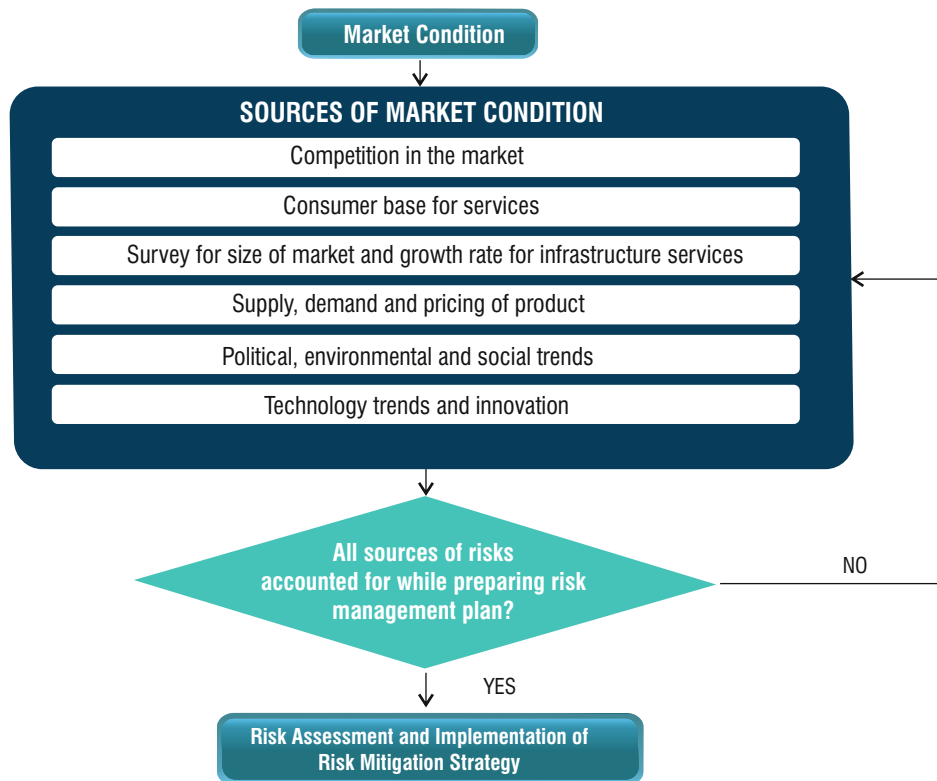 Market Condition
SOURCES OF MARKET CONDITION
Competition in the market
Consumer base for services
Survey for size of market and growth rate for infrastructure services
Supply, demand and pricing of product
Political, environmental and social trends
Technology trends and innovation
All sources of risks
accounted for while preparing risk
management plan?
NO
YES
Risk Assessment and Implementation of
Risk Mitigation Strategy